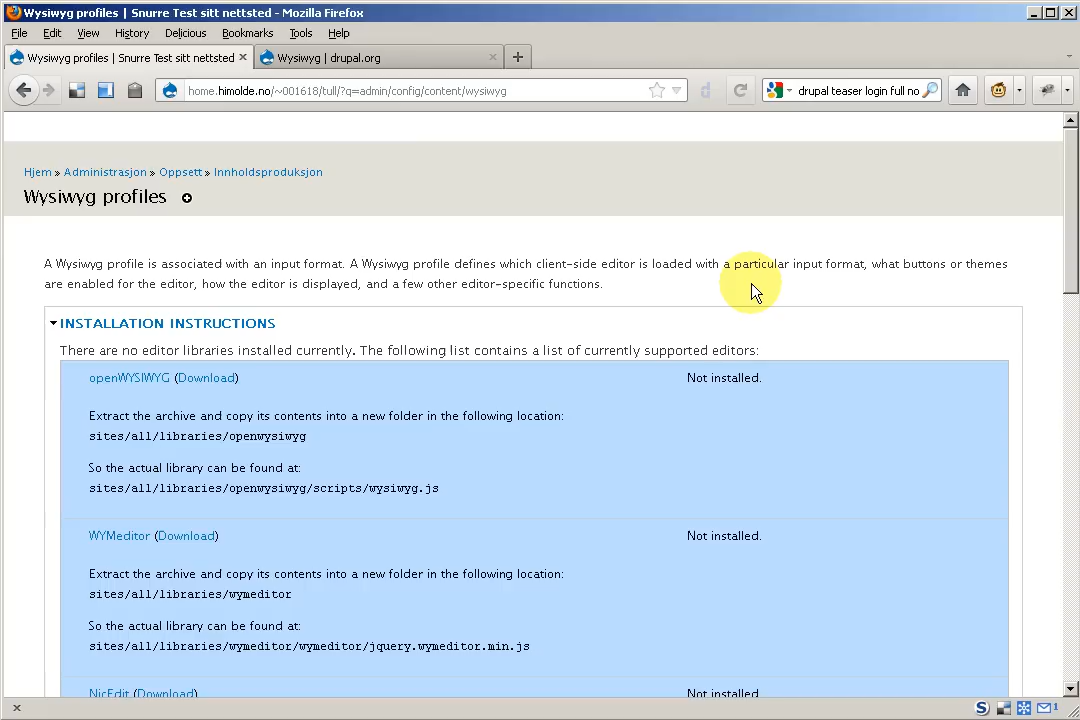 Wysiwyg profiles | Snurre Test sitt nettsted - Mozilla Firefox
File Edit View History Delicious Bookmarks Tools Help
Wysiwyg profiles | Snurre Test sitt nettsted
Wysiwyg | drupal.org
home.himolde.no/~001618/tull/?q=admin/config/content/wysiwyg
drupal teaser login full no
Hjem » Administrasjon » Oppsett » Innholdsproduksjon
Wysiwyg profiles
A Wysiwyg profile is associated with an input format. A Wysiwyg profile defines which client-side editor is loaded with a particular input format, what buttons or themes
are enabled for the editor, how the editor is displayed, and a few other editor-specific functions.
INSTALLATION INSTRUCTIONS
There are no editor libraries installed currently. The following list contains a list of currently supported editors:
openWYSIWYG (Download) Not installed.
Extract the archive and copy its contents into a new folder in the following location:
sites/all/libraries/openwysiwyg
So the actual library can be found at:
sites/all/libraries/openwysiwyg/scripts/wysiwyg.js
WYMeditor (Download) Not installed.
Extract the archive and copy its contents into a new folder in the following location:
sites/all/libraries/wymeditor
So the actual library can be found at:
sites/all/libraries/wymeditor/wymeditor/jquery.wymeditor.min.js
NicEdit (Download) Not installed.
1